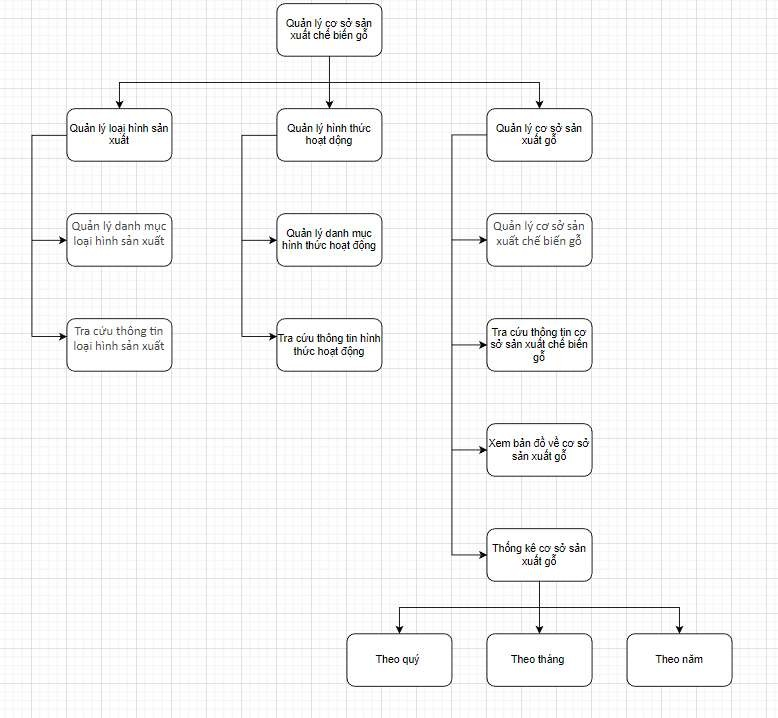 Quản lý cơ sở sản
xuất chế biến gỗ
Quản lý loại hình sản
xuất
Quản lý hình thức
hoạt dộng
Quản lý cơ sở sản
xuất gỗ
Quản lý danh mục
loại hình sản xuất
Quản lý danh mục
hình thức hoạt động
Quản lý cơ sở sản
xuất chế biến gỗ
Tra cứu thông tin
loại hình sản xuất
Tra cứu thông tin hình
thức hoạt động
Tra cứu thông tin cơ
sở sản xuất chế biến
gỗ
Xem bản đồ về cơ sở
sản xuất gỗ
Thống kê cơ sở sản
xuất gỗ
Theo quý
Theo tháng
Theo năm